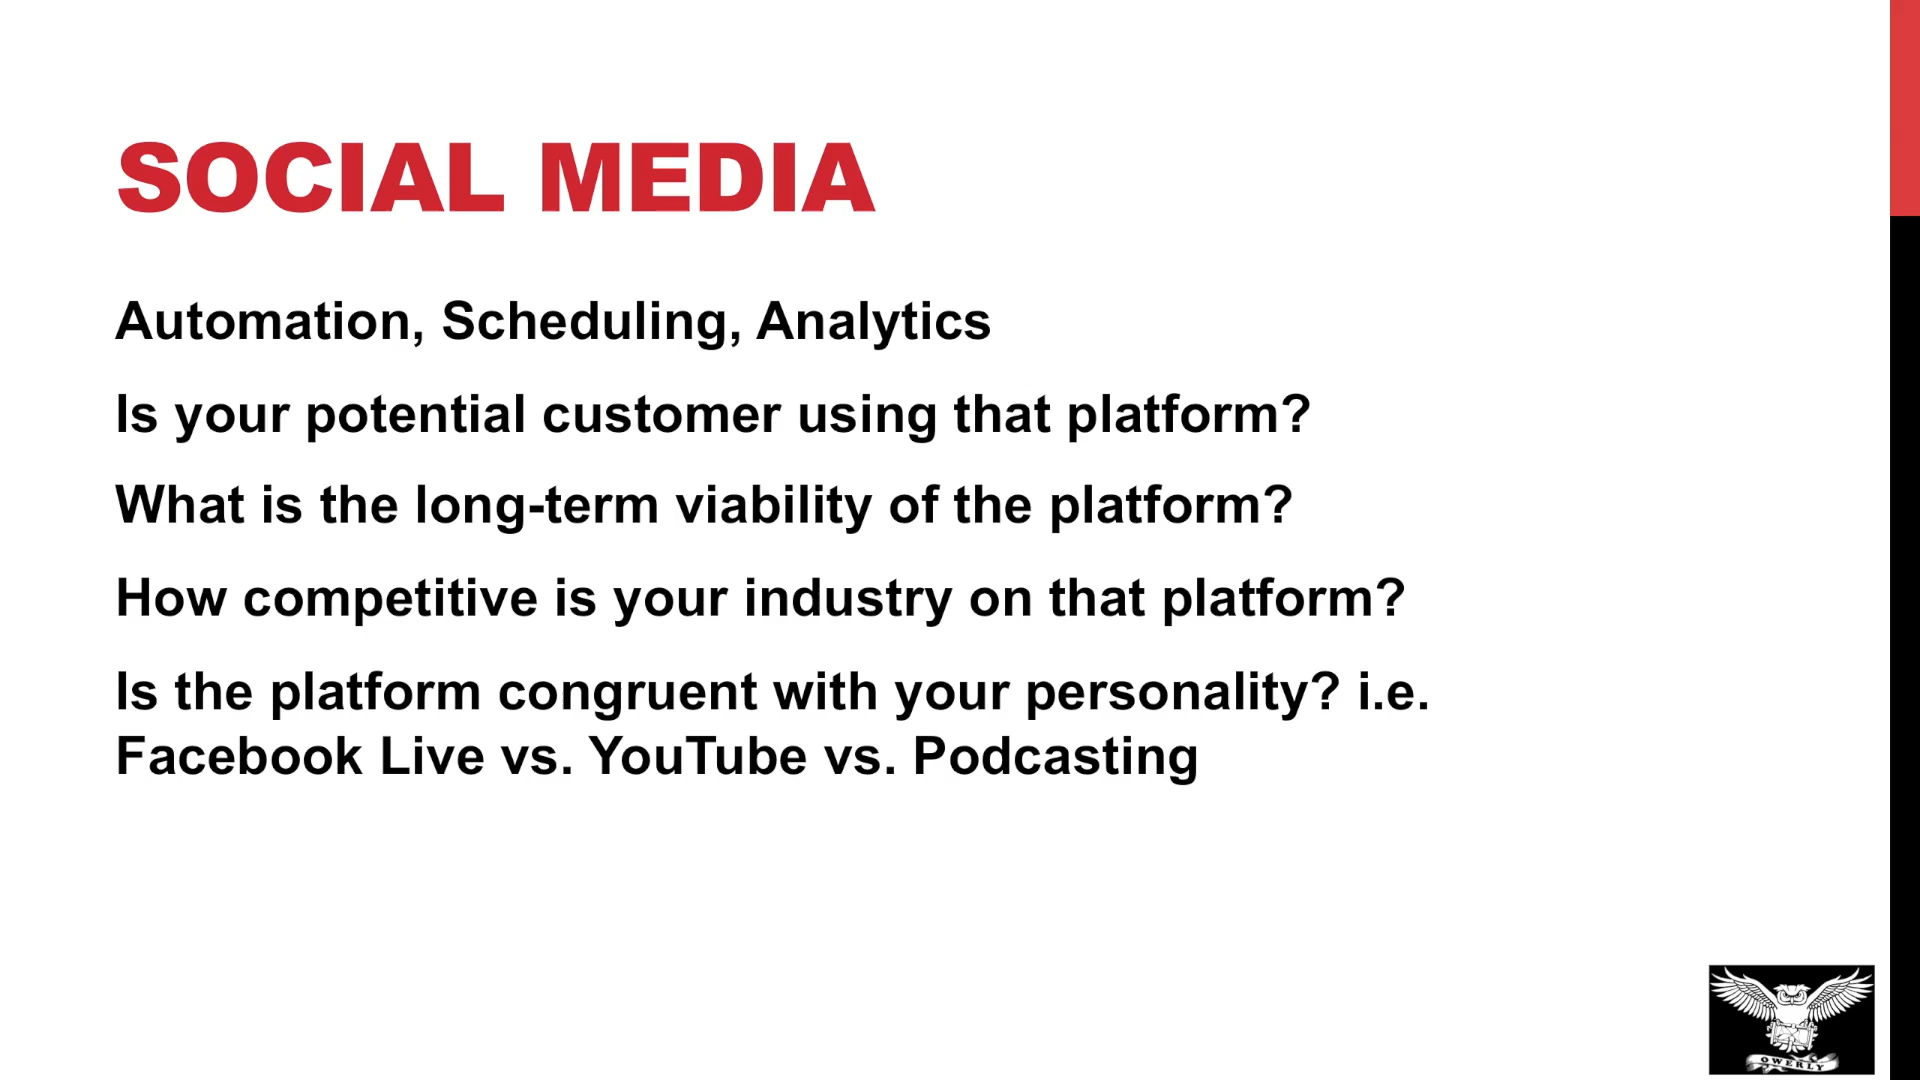 SOCIAL MEDIA
Automation, Scheduling, Analytics
Is your potential customer using that platform?
What is the long-term viability of the platform?
How competitive is your industry on that platform?
Is the platform congruent with your personality? i.e.
Facebook Live vs. YouTube vs. Podcasting
OWERLY